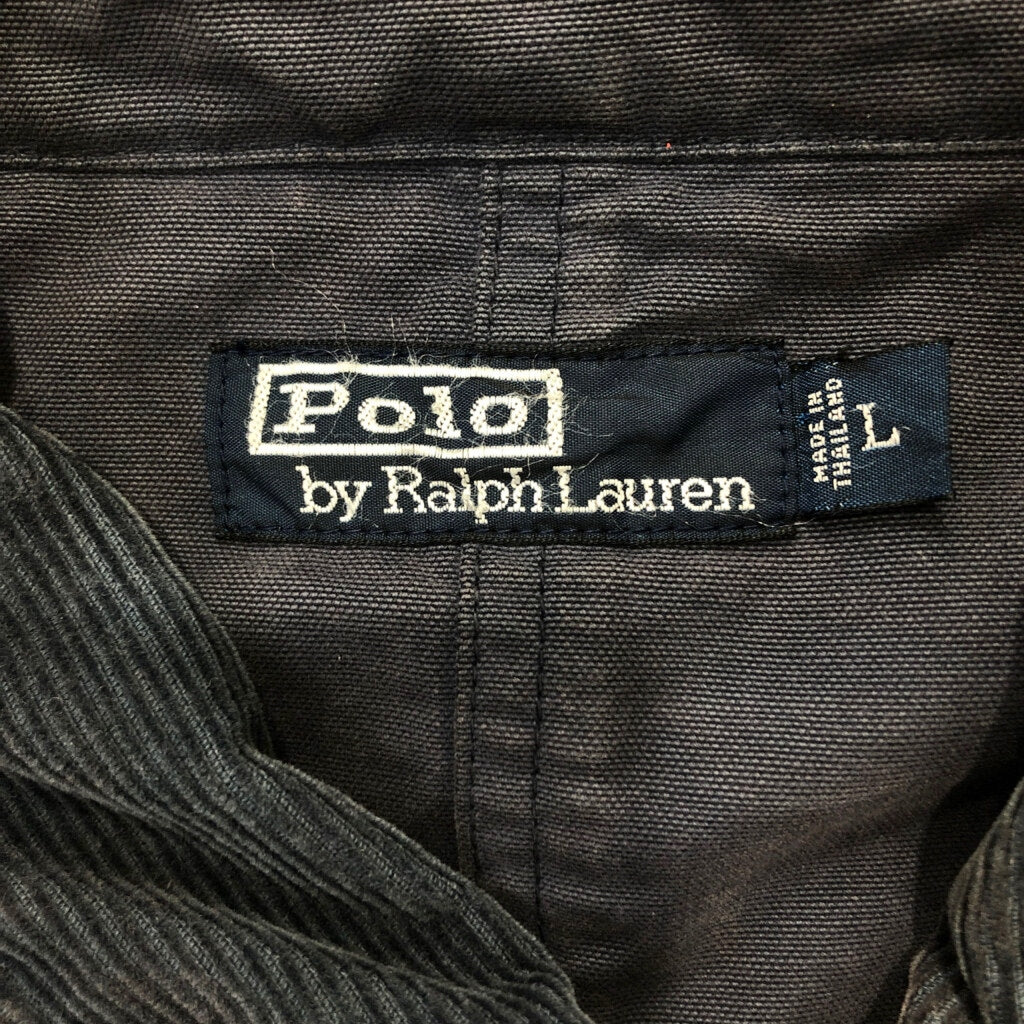 Polo
by Ralph Lauren
MADE IN
THAILAND
L